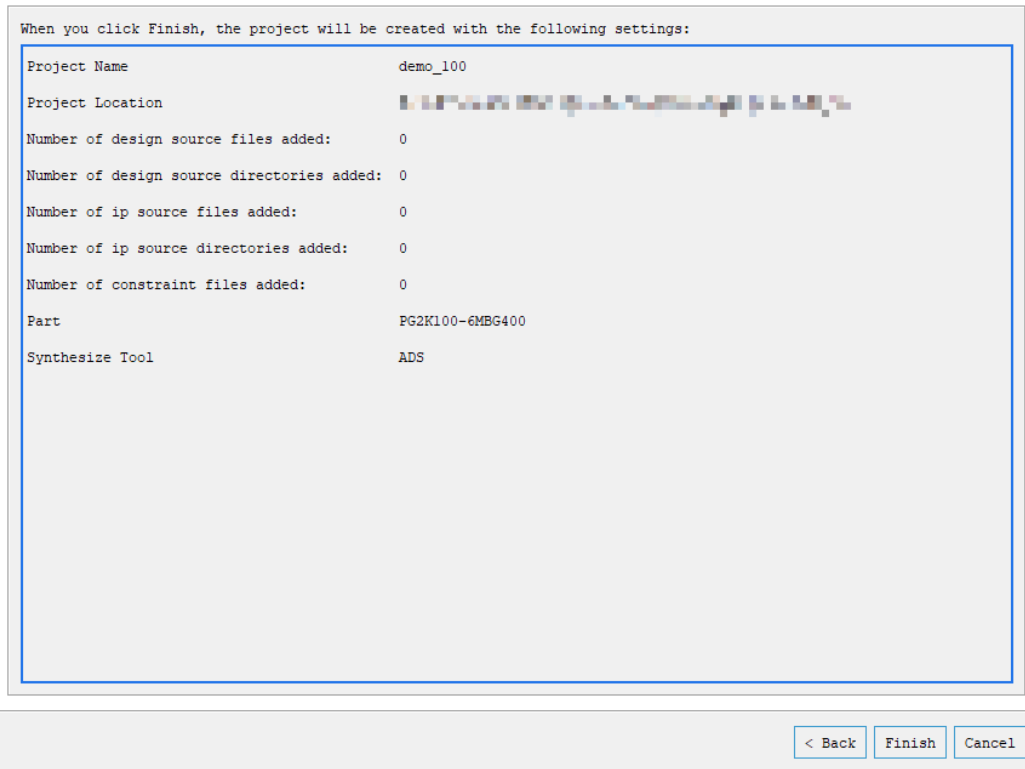 When you click Finish, the project will be created with the following settings:
Project Name demo_100
Project Location
Number of design source files added: 0
Number of design source directories added: 0
Number of ip source files added: 0
Number of ip source directories added: 0
Number of constraint files added: 0
Part PG2K100-6MBG400
Synthesize Tool ADS
< Back Finish Cancel